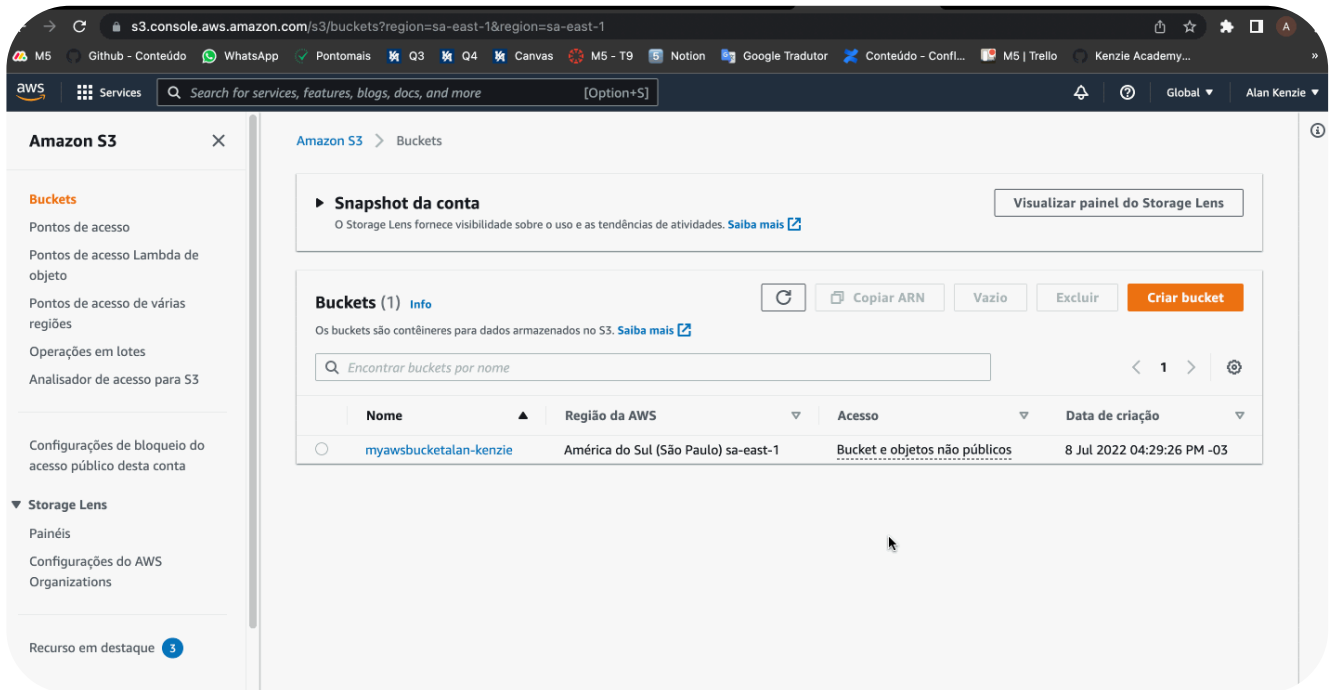 s3.console.aws.amazon.com/s3/buckets?region=sa-east-1&region=sa-east-1
A
M5 Github - Conteúdo WhatsApp Pontomais Q3 Q4 Canvas M5 - T9 5 Notion Google Tradutor Conteúdo - Confl... M5 | Trello Kenzie Academy... »
aws Services Search for services, features, blogs, docs, and more [Option+S] Global Alan Kenzie
Amazon S3
Buckets
Pontos de acesso
Pontos de acesso Lambda de
objeto
Pontos de acesso de várias
regiões
Operações em lotes
Analisador de acesso para S3
Configurações de bloqueio do
acesso público desta conta
Storage Lens
Painéis
Configurações do AWS
Organizations
Recurso em destaque 3
Amazon S3 > Buckets
Snapshot da conta
O Storage Lens fornece visibilidade sobre o uso e as tendências de atividades. Saiba mais
Visualizar painel do Storage Lens
Buckets (1) Info
Os buckets são contêineres para dados armazenados no S3. Saiba mais
Copiar ARN Vazio Excluir Criar bucket
Encontrar buckets por nome
1
Nome Região da AWS Acesso Data de criação
myawsbucketalan-kenzie América do Sul (São Paulo) sa-east-1 Bucket e objetos não públicos 8 Jul 2022 04:29:26 PM -03